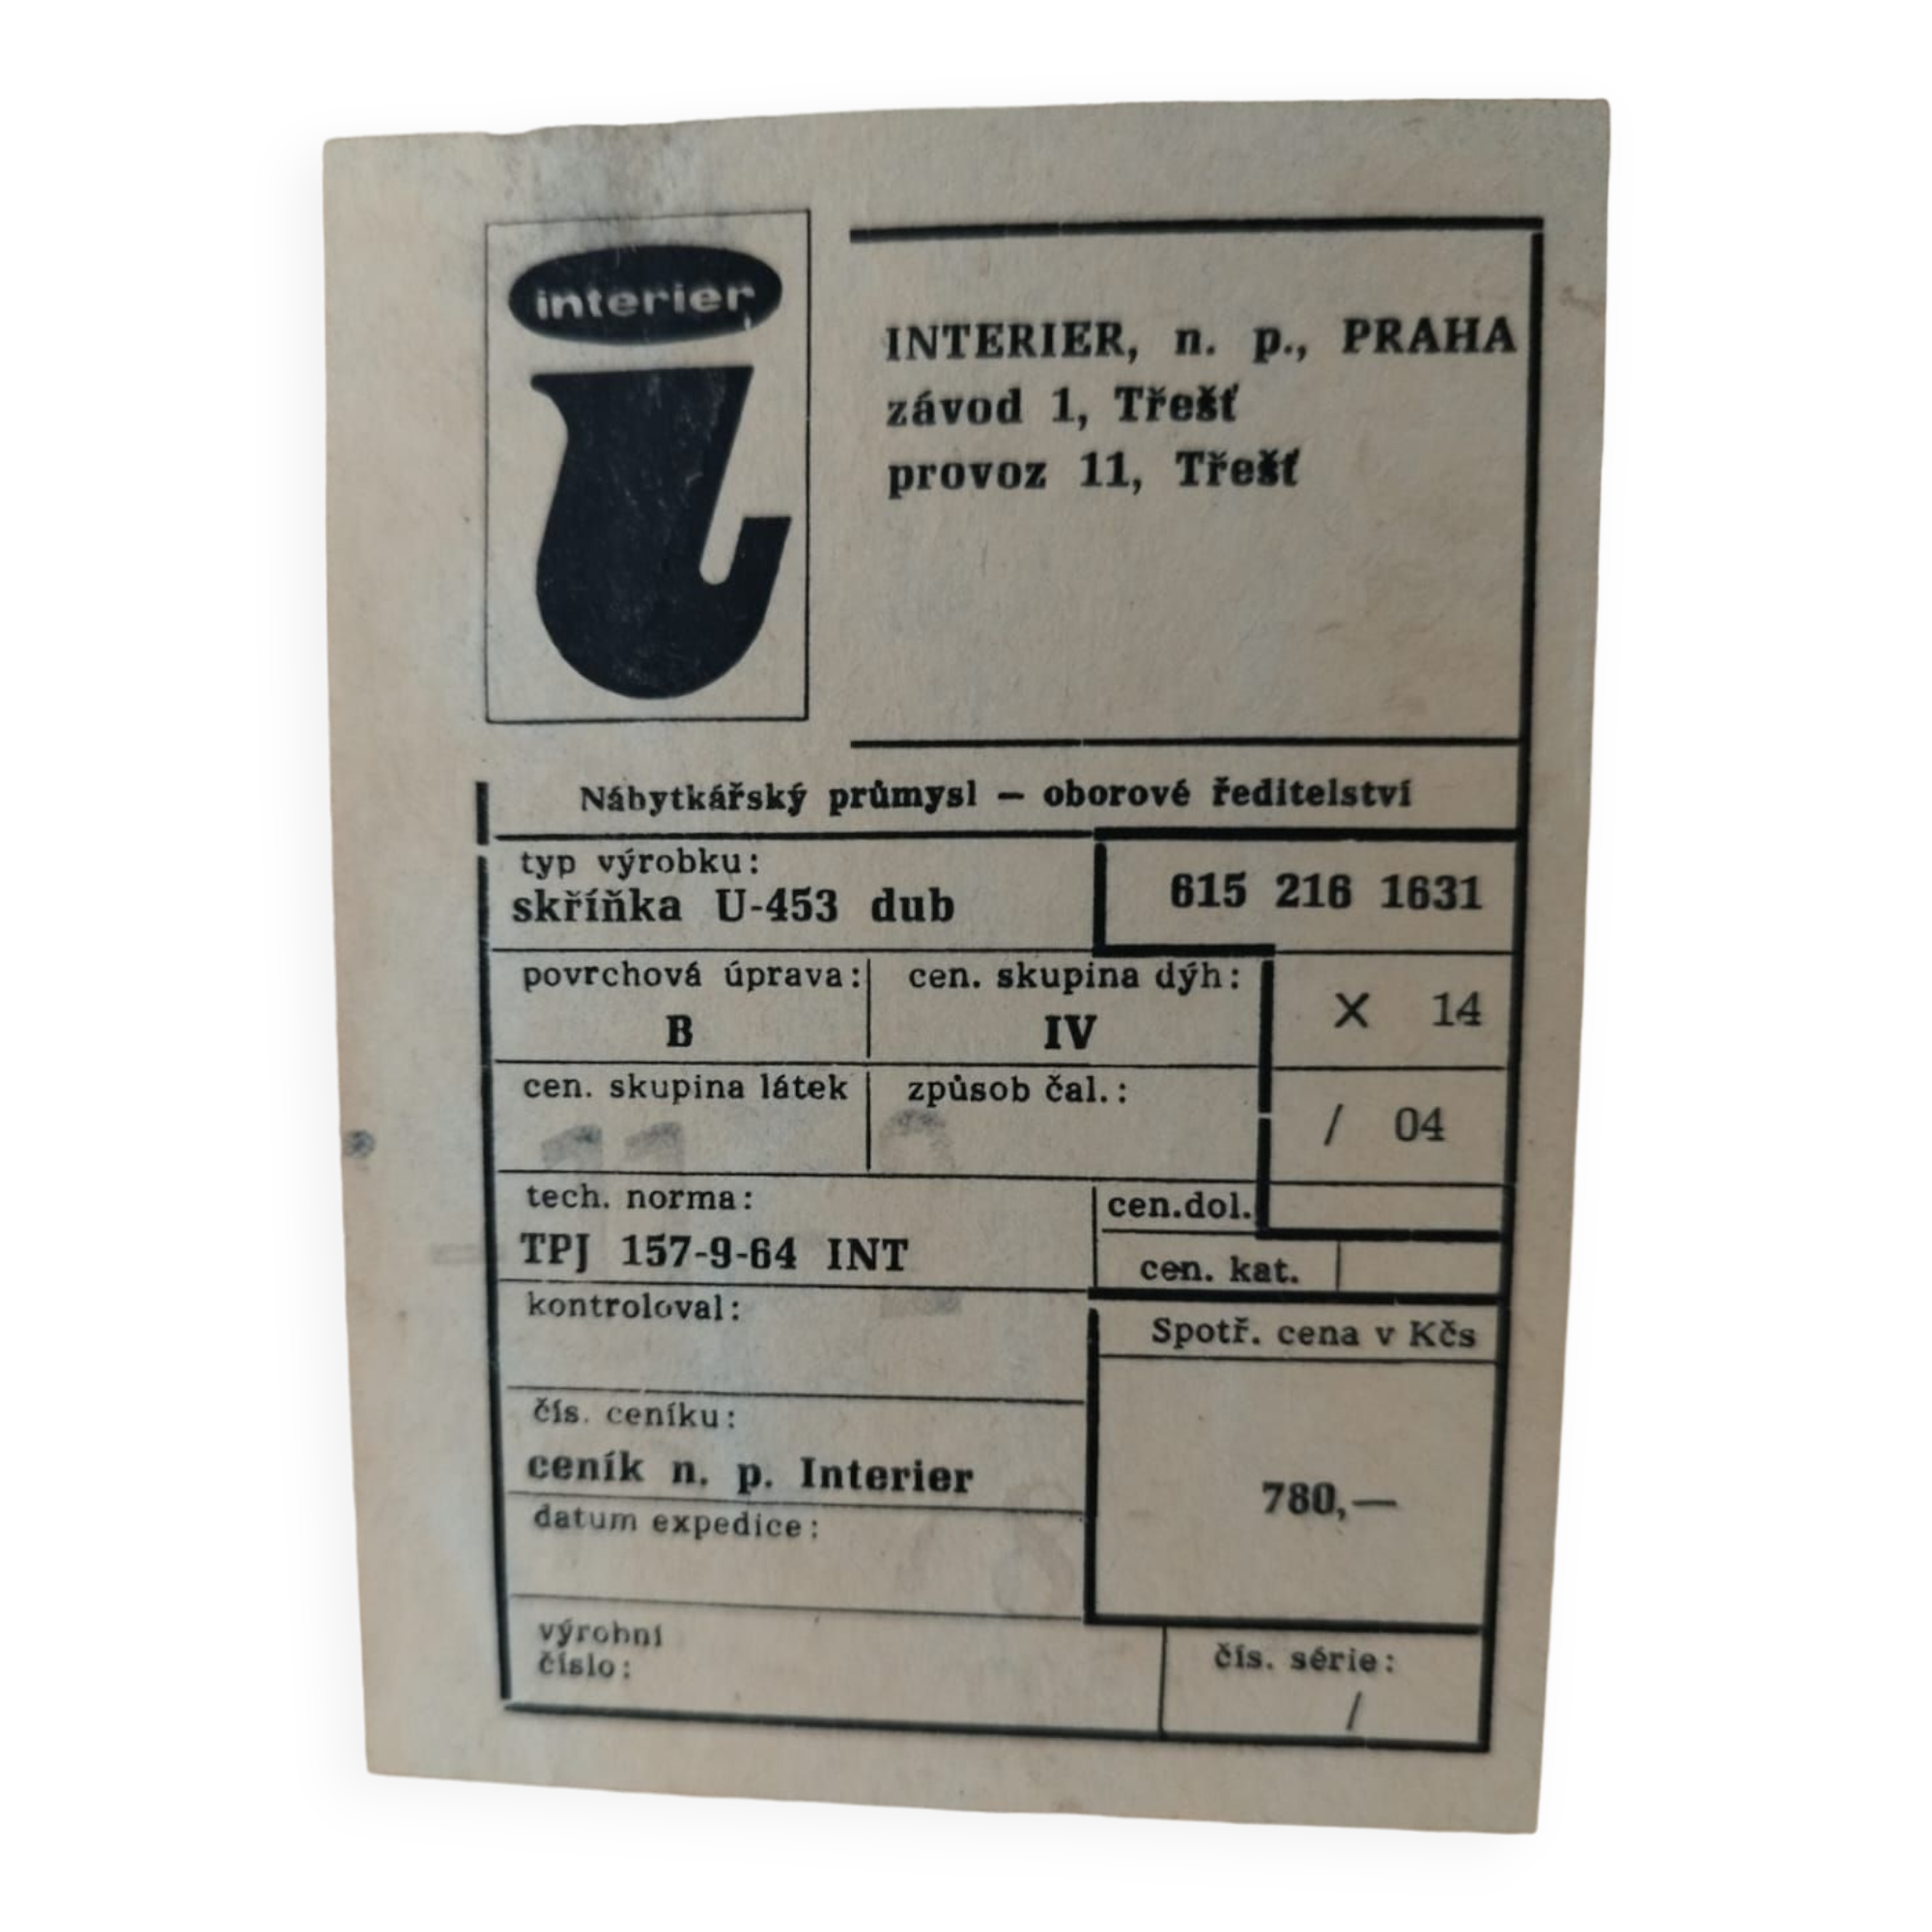 interier
INTERIER, n. p., PRAHA
závod 1, Třešť
provoz 11, Třešť
Nábytkářský průmysl — oborové ředitelství
typ výrobku:
skříňka U-453 dub
615 216 1631
povrchová úprava:
B
cen. skupina dýh:
IV
X 14
cen. skupina látek
způsob čal.:
/ 04
tech. norma:
TPJ 157-9-64 INT
cen.dol.
cen. kat.
kontroloval:
Spotř. cena v Kčs
780,—
čís. ceníku:
ceník n. p. Interier
datum expedice:
výrobní
číslo:
čís. série:
/